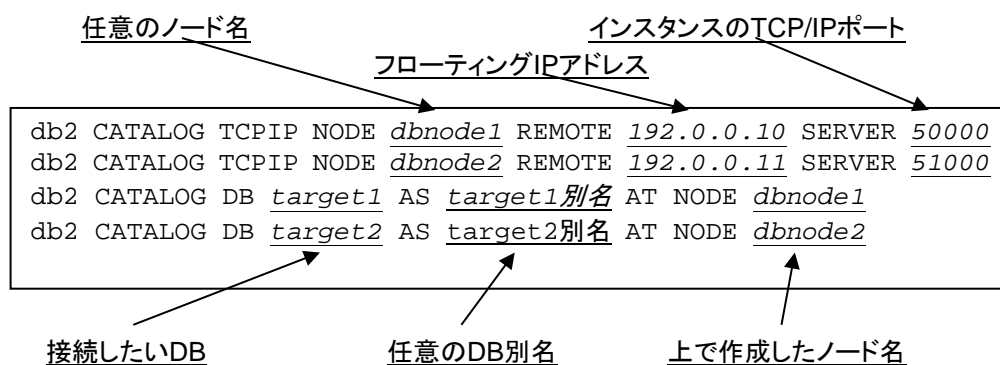 任意のノード名
インスタンスのTCP/IPポート
フローティングIPアドレス
db2 CATALOG TCPIP NODE dbnode1 REMOTE 192.0.0.10 SERVER 50000
db2 CATALOG TCPIP NODE dbnode2 REMOTE 192.0.0.11 SERVER 51000
db2 CATALOG DB target1 AS target1別名 AT NODE dbnode1
db2 CATALOG DB target2 AS target2別名 AT NODE dbnode2
接続したいDB
任意のDB別名
上で作成したノード名